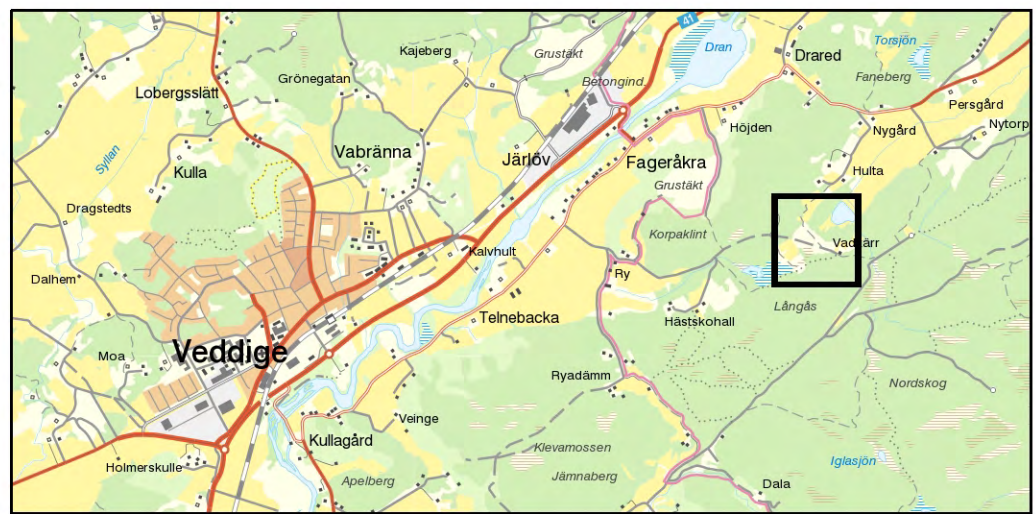 41
Dran
Torsjön
Kajeberg
Grustäkt
Drared
Grönegatan
Faneberg
Betongind.
Lobergsslätt
Persgård
Höjden
Nygård
Nytorp
Vabränna
Järlöv
Fageråkra
Syllan
Kulla
Hulta
Grustäkt
Dragstedts
Korpaklint
Kalvhult
Vadkärr
Dalhem
Ry
Långås
Telnebacka
Hästskohall
Moa
Veddige
Ryadämm
Nordskog
Veinge
Kullagård
Klevamossen
Holmerskulle
Iglasjön
Apelberg
Jämnaberg
Dala